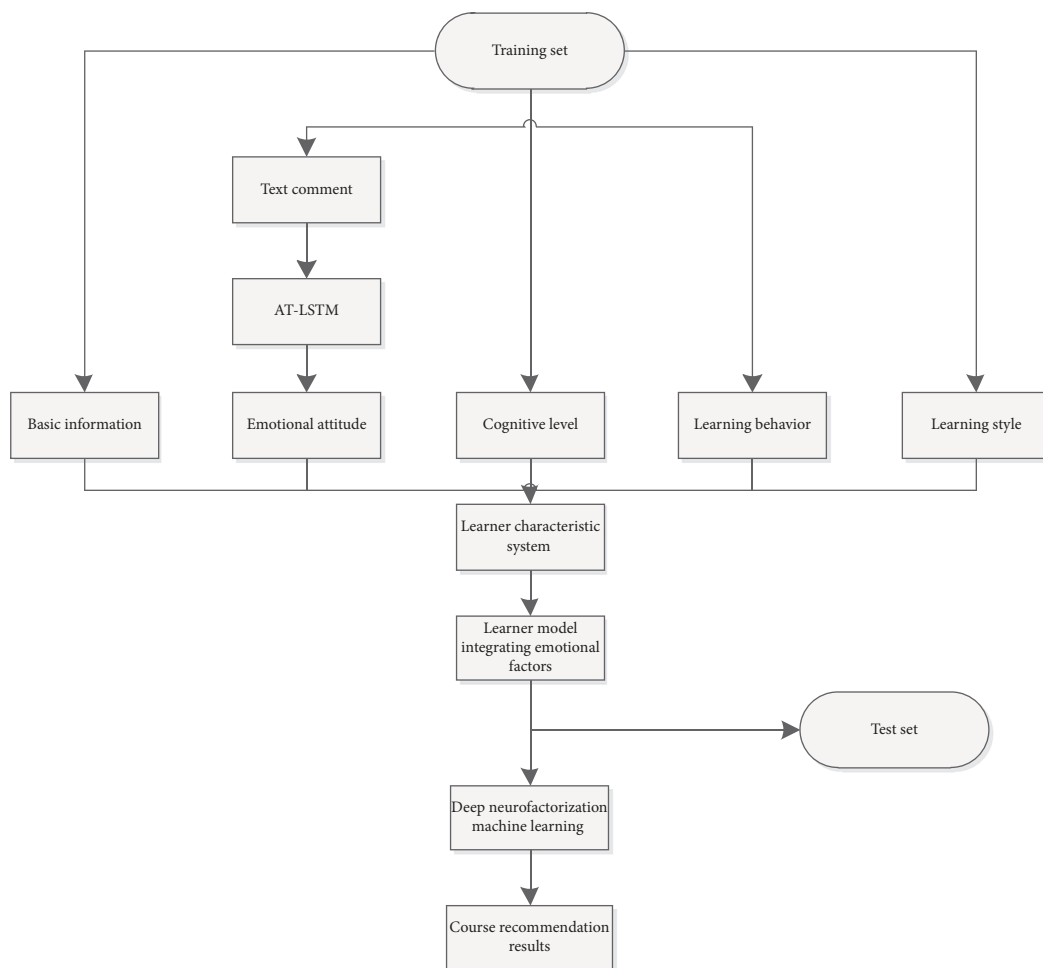 Training set
Text comment
AT-LSTM
Basic information
Emotional attitude
Cognitive level
Learning behavior
Learning style
Learner characteristic
system
Learner model
integrating emotional
factors
Test set
Deep neurofactorization
machine learning
Course recommendation
results